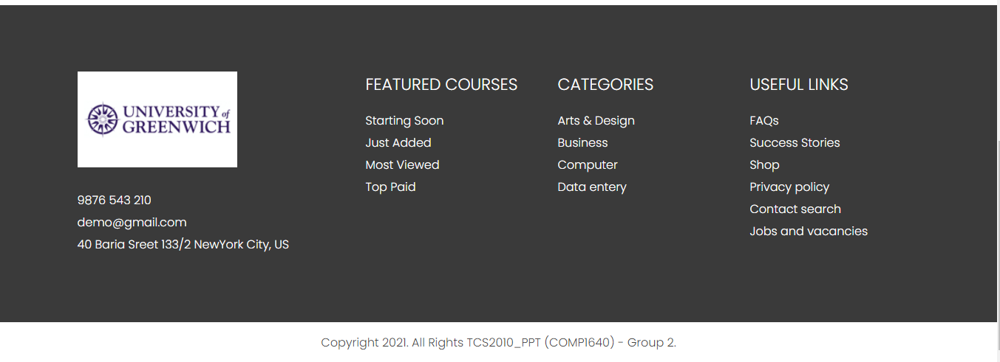 UNIVERSITY of
GREENWICH
9876 543 210
demo@gmail.com
40 Baria Sreet 133/2 NewYork City, US
FEATURED COURSES
Starting Soon
Just Added
Most Viewed
Top Paid
CATEGORIES
Arts & Design
Business
Computer
Data entery
USEFUL LINKS
FAQs
Success Stories
Shop
Privacy policy
Contact search
Jobs and vacancies
Copyright 2021. All Rights TCS2010_PPT (COMP1640) - Group 2.